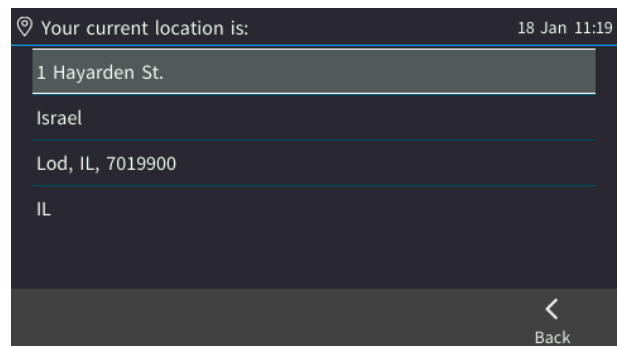 Your current location is:
18 Jan 11:19
1 Hayarden St.
Israel
Lod, IL, 7019900
IL
Back